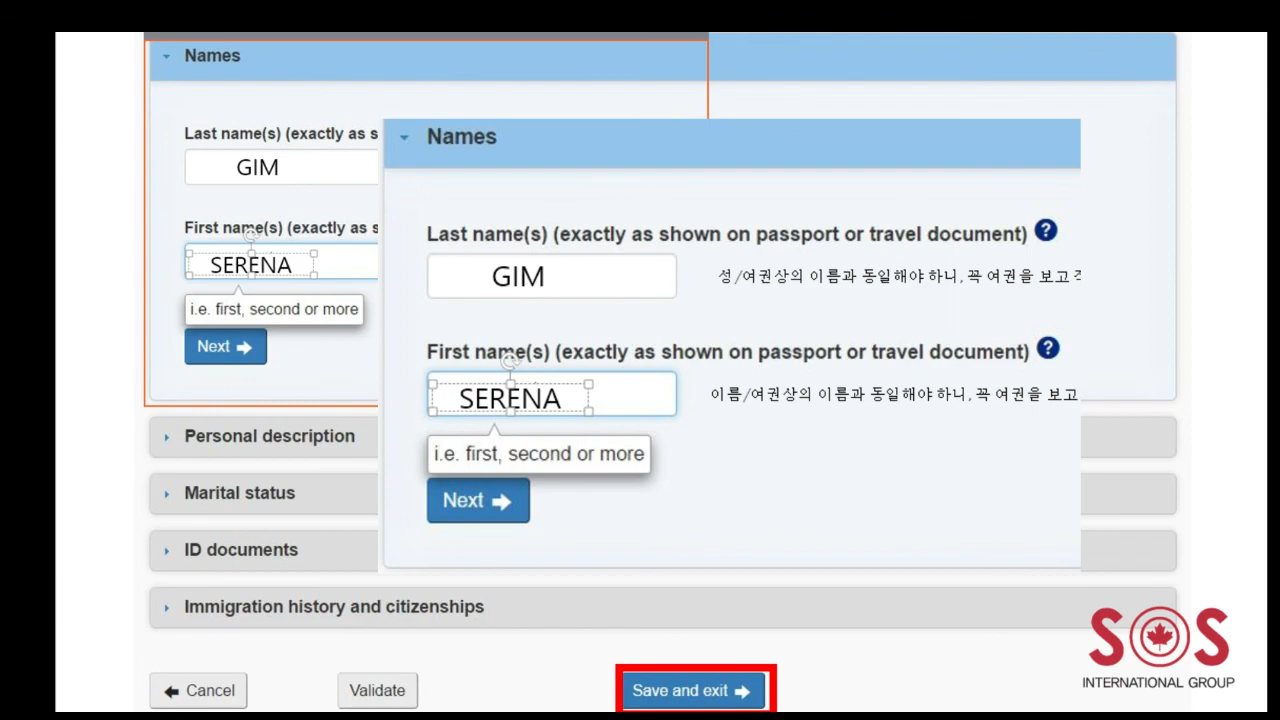 Names
Last name(s) (exactly as s
GIM
First name(s) (exactly as s
SERENA
i.e. first, second or more
Next
Names
Last name(s) (exactly as shown on passport or travel document) ?
GIM
성/여권상의 이름과 동일해야 하니, 꼭 여권을 보고
First name(s) (exactly as shown on passport or travel document) ?
SERENA
이름/여권상의 이름과 동일해야 하니, 꼭 여권을 보고
i.e. first, second or more
Next
Personal description
Marital status
ID documents
Immigration history and citizenships
Cancel
Validate
Save and exit
SOS
INTERNATIONAL GROUP